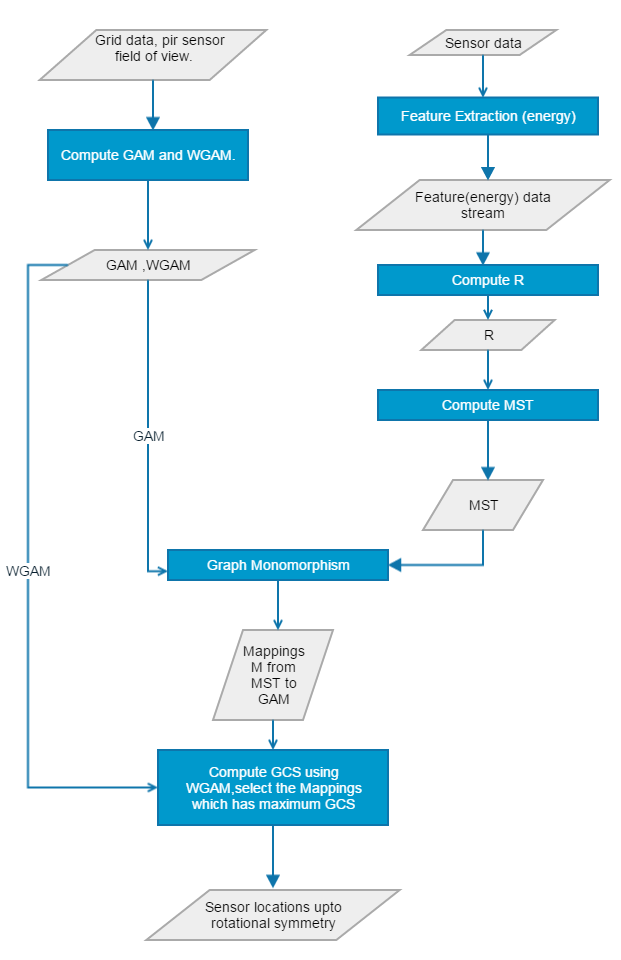 Grid data, pir sensor
field of view.
Sensor data
Feature Extraction (energy)
Compute GAM and WGAM.
Feature(energy) data
stream
GAM ,WGAM
Compute R
R
Compute MST
GAM
MST
WGAM
Graph Monomorphism
Mappings
M from
MST to
GAM
Compute GCS using
WGAM,select the Mappings
which has maximum GCS
Sensor locations upto
rotational symmetry